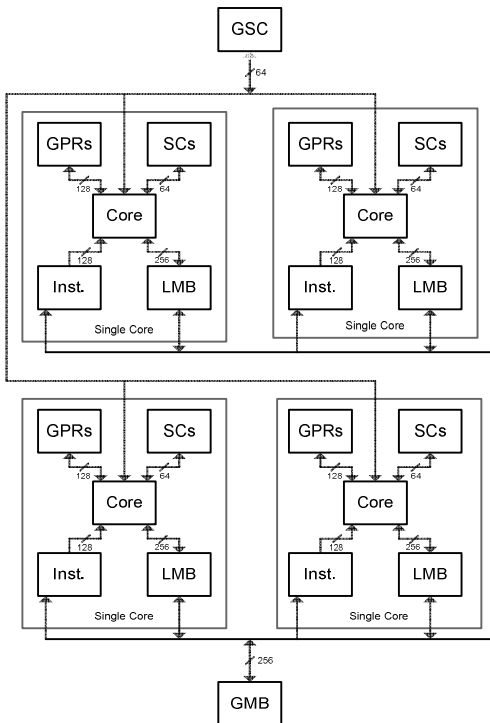 GSC
64
GPRs SCs GPRs SCs
128 64 128 64
Core Core
128 256 128 256
Inst. LMB Inst. LMB
Single Core Single Core
GPRs SCs GPRs SCs
128 64 128 64
Core Core
128 256 128 256
Inst. LMB Inst. LMB
Single Core Single Core
256
GMB